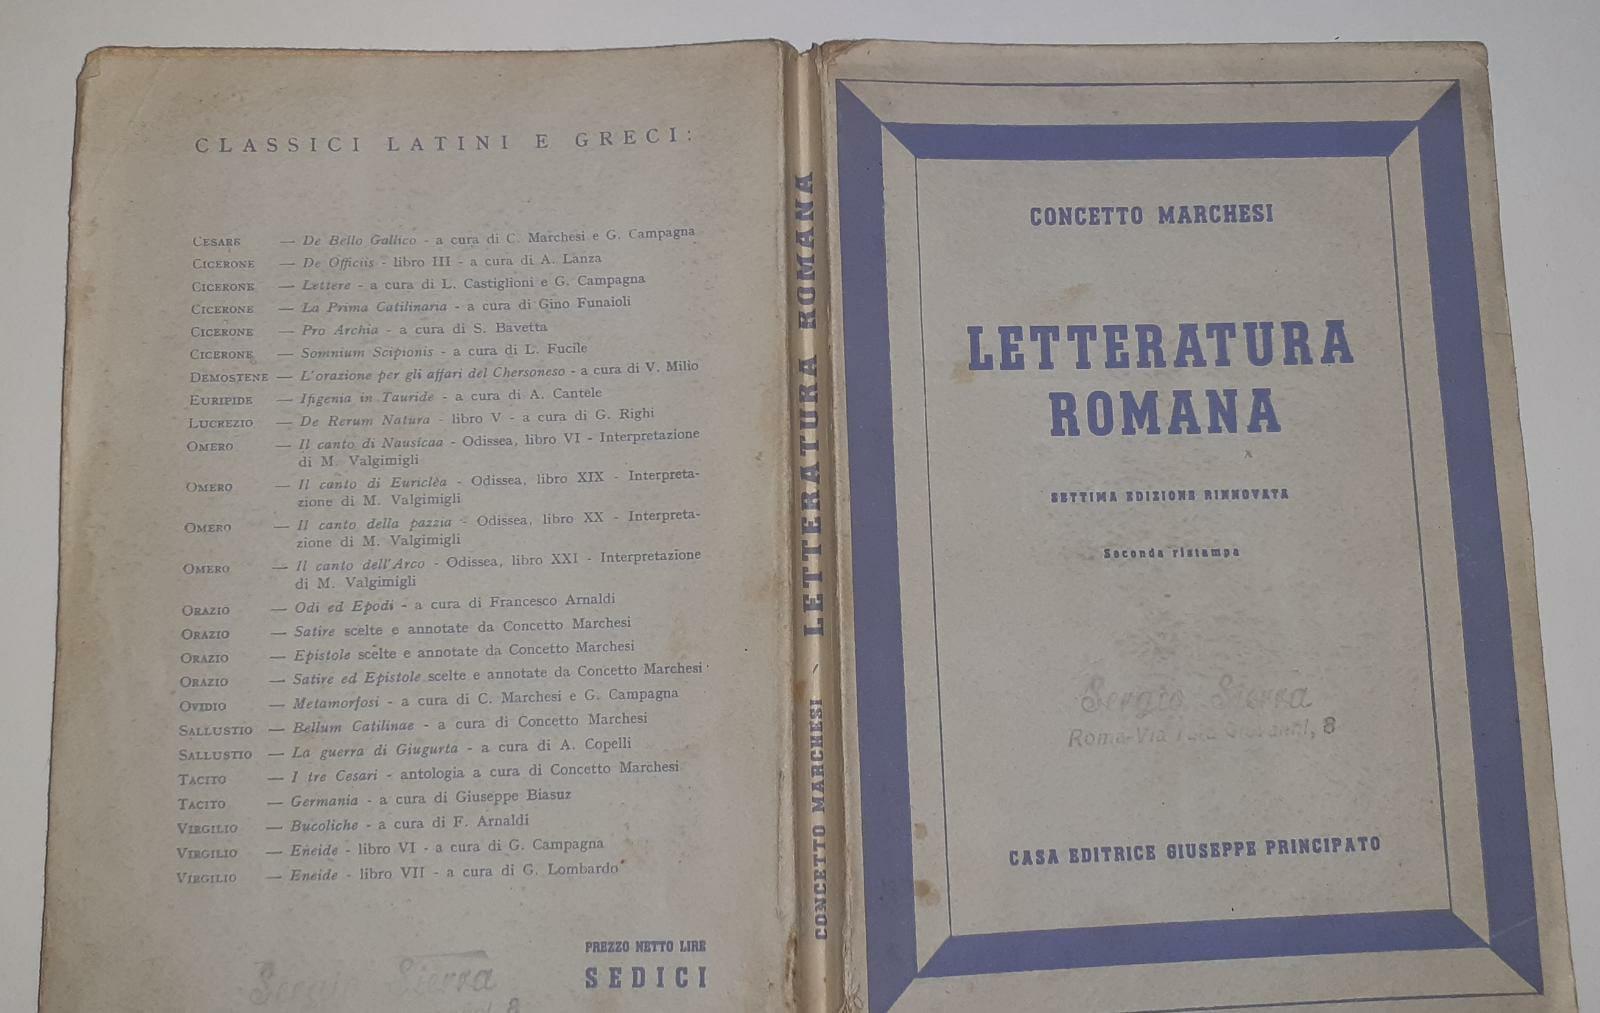 CLASSICI LATINI E GRECI:
CESARE — De Bello Gallico - a cura di C. Marchesi e G. Campagna
CICERONE — De Officiis - libro III - a cura di A. Lanza
CICERONE — Lettere - a cura di L. Castiglioni e G. Campagna
CICERONE — La Prima Catilinaria - a cura di Gino Funaioli
CICERONE — Pro Archia - a cura di S. Bavetta
CICERONE — Somnium Scipionis - a cura di L. Fucile
DEMOSTENE — L'orazione per gli affari del Chersoneso - a cura di V. Milio
EURIPIDE — Ifigenia in Tauride - a cura di A. Cantele
LUCREZIO — De Rerum Natura - libro V - a cura di G. Righi
OMERO — Il canto di Nausicaa - Odissea, libro VI - Interpretazione
di M. Valgimigli
OMERO — Il canto di Euriclèa - Odissea, libro XIX - Interpreta-
zione di M. Valgimigli
OMERO — Il canto della pazzia - Odissea, libro XX - Interpreta-
zione di M. Valgimigli
OMERO — Il canto dell'Arco - Odissea, libro XXI - Interpretazione
di M. Valgimigli
ORAZIO — Odi ed Epodi - a cura di Francesco Arnaldi
ORAZIO — Satire scelte e annotate da Concetto Marchesi
ORAZIO — Epistole scelte e annotate da Concetto Marchesi
ORAZIO — Satire ed Epistole scelte e annotate da Concetto Marchesi
OVIDIO — Metamorfosi - a cura di C. Marchesi e G. Campagna
SALLUSTIO — Bellum Catilinae - a cura di Concetto Marchesi
SALLUSTIO — La guerra di Giugurta - a cura di A. Copelli
TACITO — I tre Cesari - antologia a cura di Concetto Marchesi
TACITO — Germania - a cura di Giuseppe Biasuz
VIRGILIO — Bucoliche - a cura di F. Arnaldi
VIRGILIO — Eneide - libro VI - a cura di G. Campagna
VIRGILIO — Eneide - libro VII - a cura di G. Lombardo
PREZZO NETTO LIRE
SEDICI
Sergio Sierra
8
CONCETTO MARCHESI - LETTERATURA ROMANA
CONCETTO MARCHESI
LETTERATURA
ROMANA
SETTIMA EDIZIONE RINNOVATA
Seconda ristampa
Sergio Sierra
Roma-Via Giovanni, 8
CASA EDITRICE GIUSEPPE PRINCIPATO